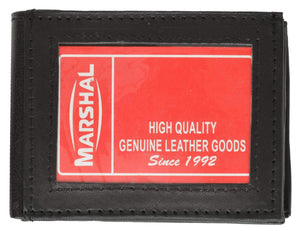 MARSHAL
HIGH QUALITY
GENUINE LEATHER GOODS
Since 1992